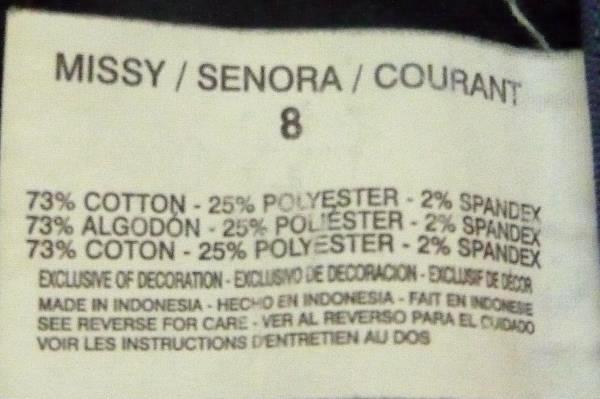 MISSY / SENORA / COURANT
8
73% COTTON - 25% POLYESTER - 2% SPANDEX
73% ALGODÓN - 25% POLIÉSTER - 2% SPANDEX
73% COTON - 25% POLYESTER - 2% SPANDEX
EXCLUSIVE OF DECORATION - EXCLUSIVO DE DECORACION - EXCLUSIF DE DÉCOR
MADE IN INDONESIA - HECHO EN INDONESIA - FAIT EN INDONESIE
SEE REVERSE FOR CARE - VER AL REVERSO PARA EL CUIDADO
VOIR LES INSTRUCTIONS D'ENTRETIEN AU DOS